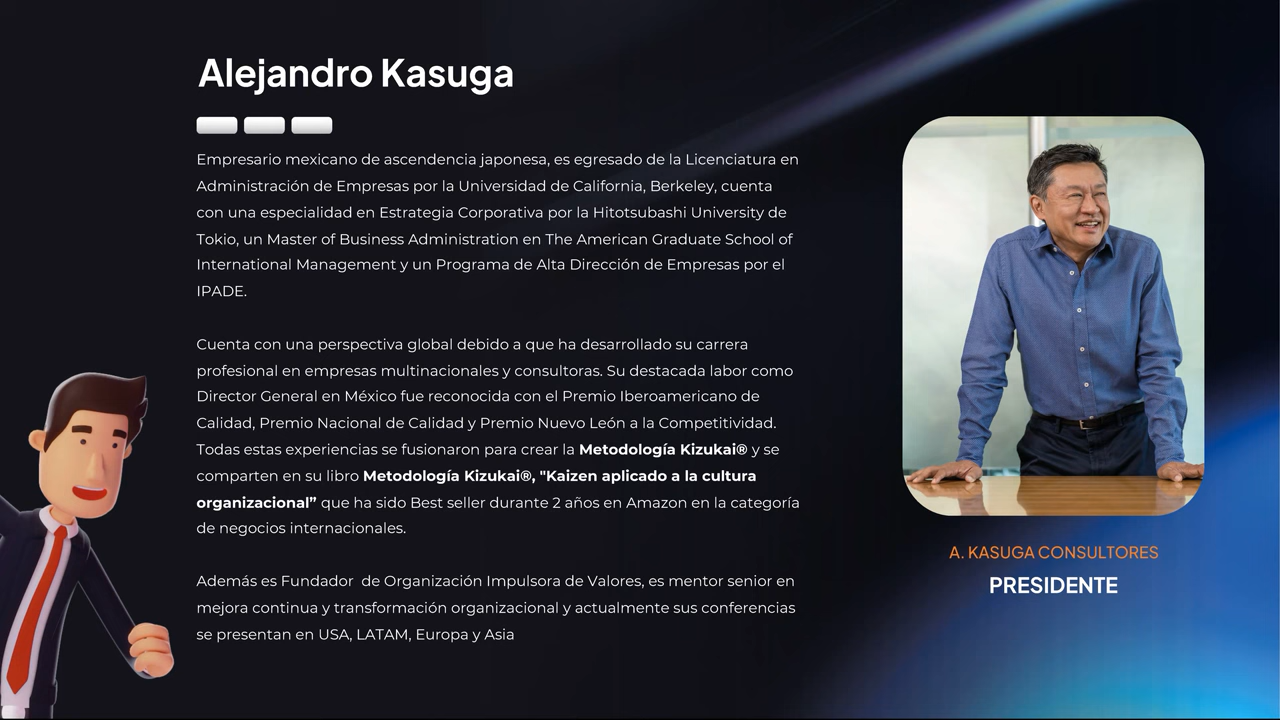 Alejandro Kasuga
Empresario mexicano de ascendencia japonesa, es egresado de la Licenciatura en
Administración de Empresas por la Universidad de California, Berkeley, cuenta
con una especialidad en Estrategia Corporativa por la Hitotsubashi University de
Tokio, un Master of Business Administration en The American Graduate School of
International Management y un Programa de Alta Dirección de Empresas por el
IPADE.
Cuenta con una perspectiva global debido a que ha desarrollado su carrera
profesional en empresas multinacionales y consultoras. Su destacada labor como
Director General en México fue reconocida con el Premio Iberoamericano de
Calidad, Premio Nacional de Calidad y Premio Nuevo León a la Competitividad.
Todas estas experiencias se fusionaron para crear la Metodología Kizukai® y se
comparten en su libro Metodología Kizukai®, "Kaizen aplicado a la cultura
organizacional” que ha sido Best seller durante 2 años en Amazon en la categoría
de negocios internacionales.
Además es Fundador  de Organización Impulsora de Valores, es mentor senior en
mejora continua y transformación organizacional y actualmente sus conferencias
se presentan en USA, LATAM, Europa y Asia
A. KASUGA CONSULTORES
PRESIDENTE